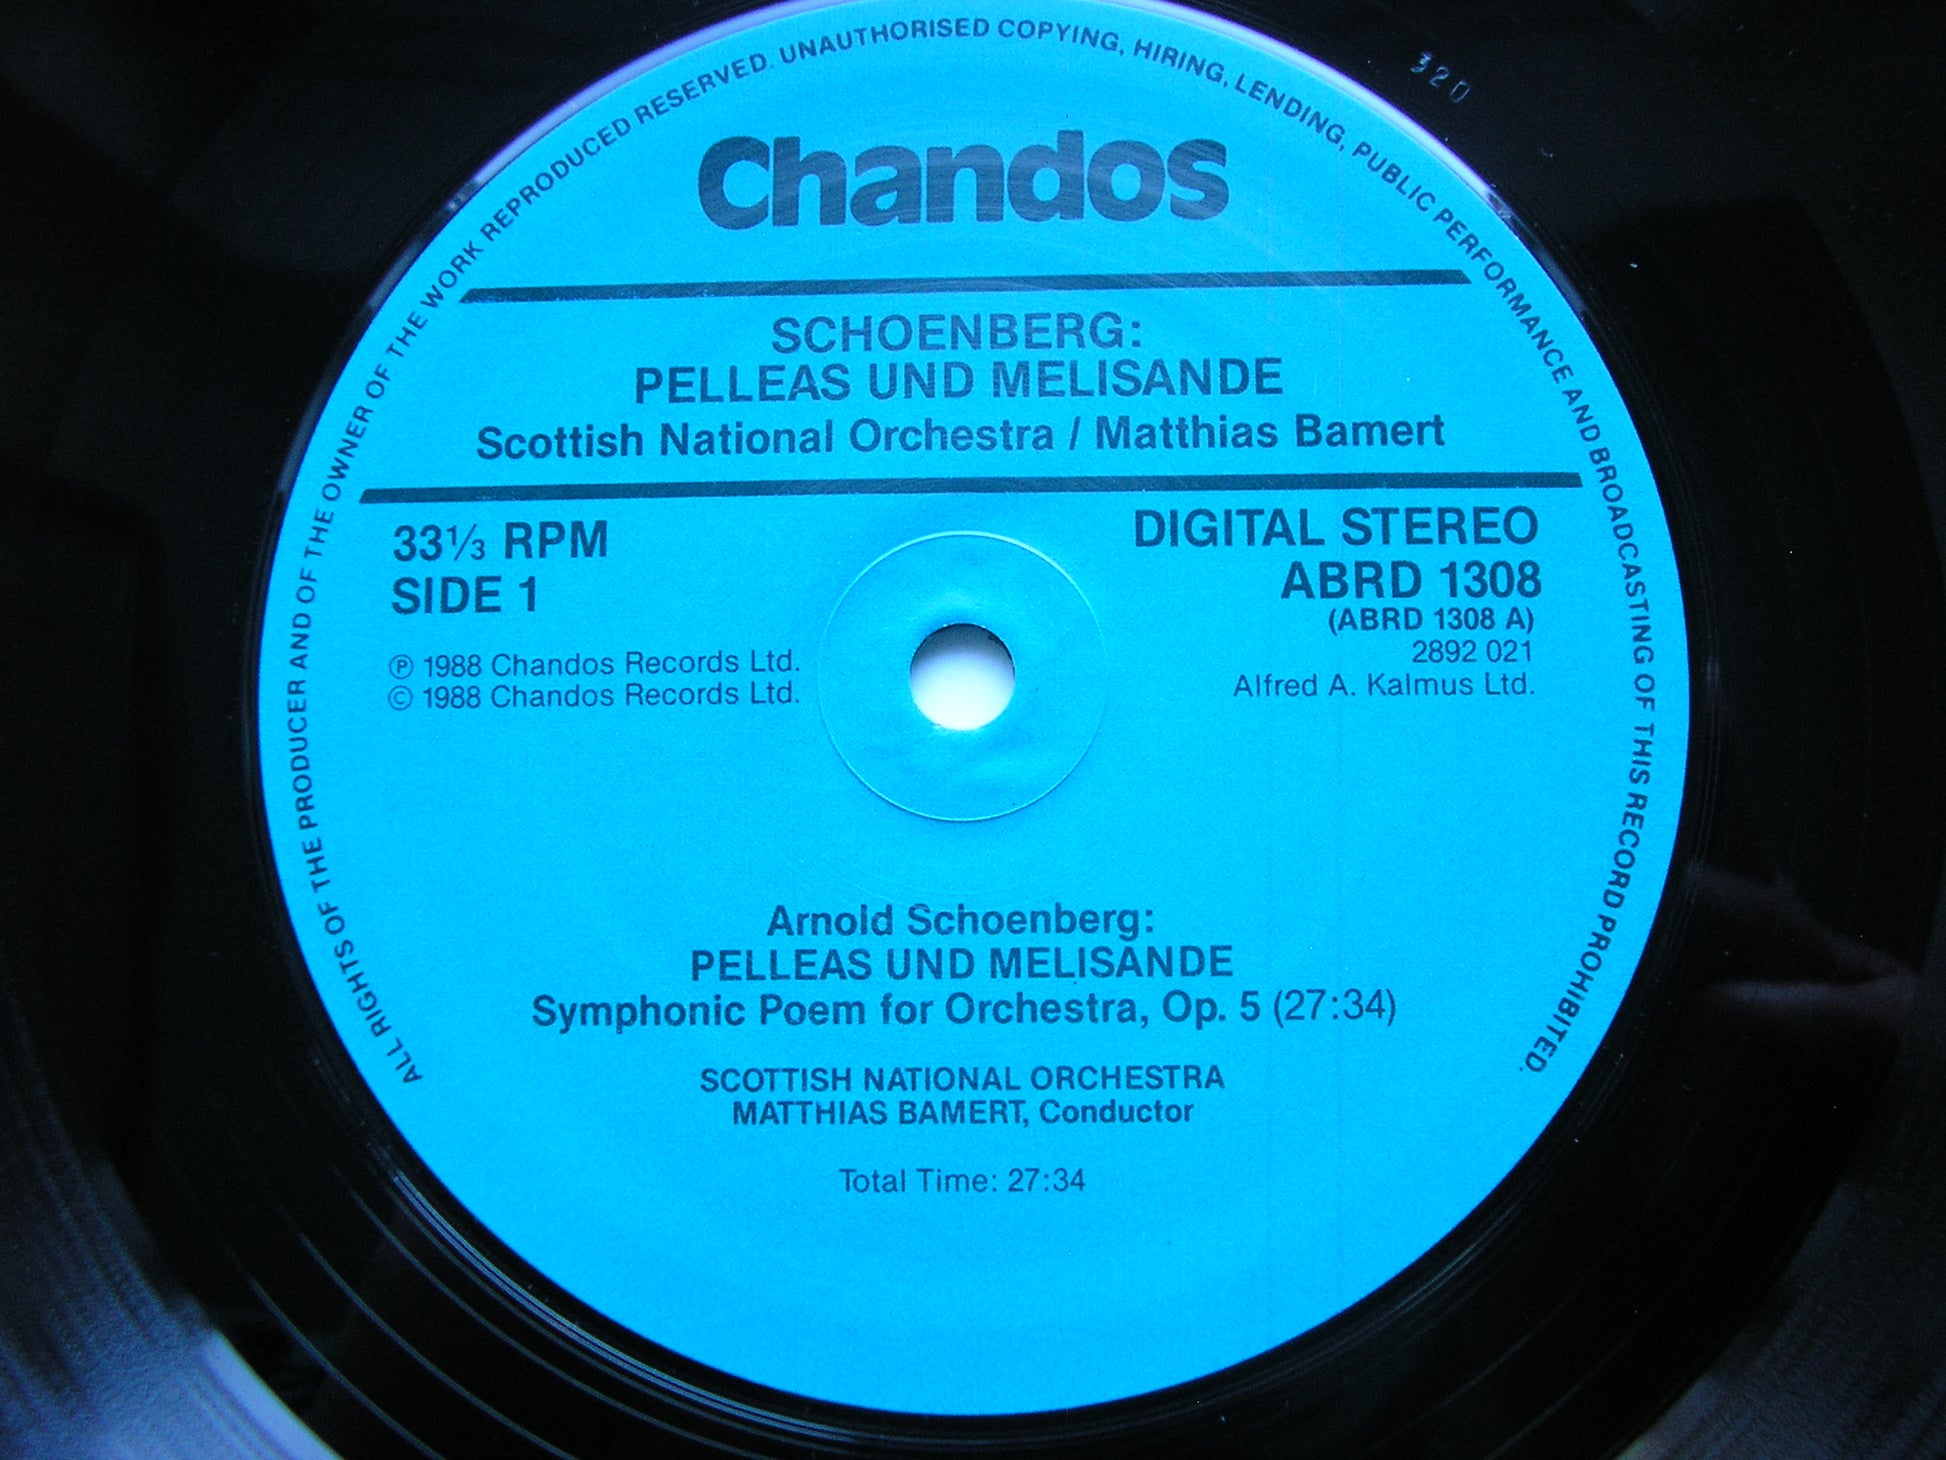 ALL RIGHTS OF THE PRODUCER AND OF THE OWNER OF THE WORK REPRODUCED RESERVED. UNAUTHORISED COPYING, HIRING, LENDING, PUBLIC PERFORMANCE AND BROADCASTING OF THIS RECORD PROHIBITED.
320
Chandos
SCHOENBERG:
PELLEAS UND MELISANDE
Scottish National Orchestra / Matthias Bamert
33⅓ RPM
SIDE 1
℗ 1988 Chandos Records Ltd.
© 1988 Chandos Records Ltd.
DIGITAL STEREO
ABRD 1308
(ABRD 1308 A)
2892 021
Alfred A. Kalmus Ltd.
Arnold Schoenberg:
PELLEAS UND MELISANDE
Symphonic Poem for Orchestra, Op. 5 (27:34)
SCOTTISH NATIONAL ORCHESTRA
MATTHIAS BAMERT, Conductor
Total Time: 27:34